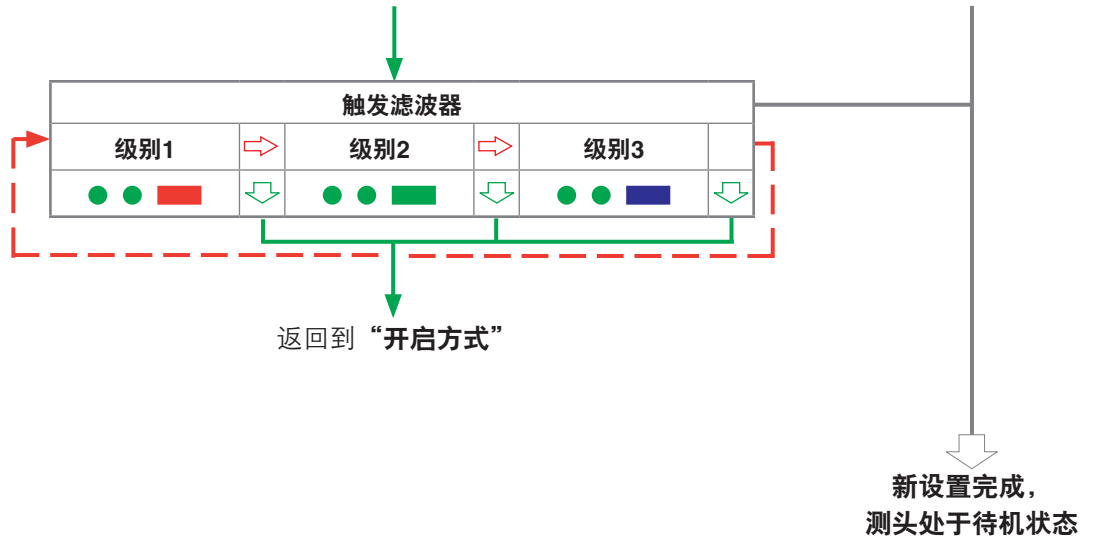 触发滤波器
级别1
级别2
级别3
返回到“开启方式”
新设置完成，
测头处于待机状态